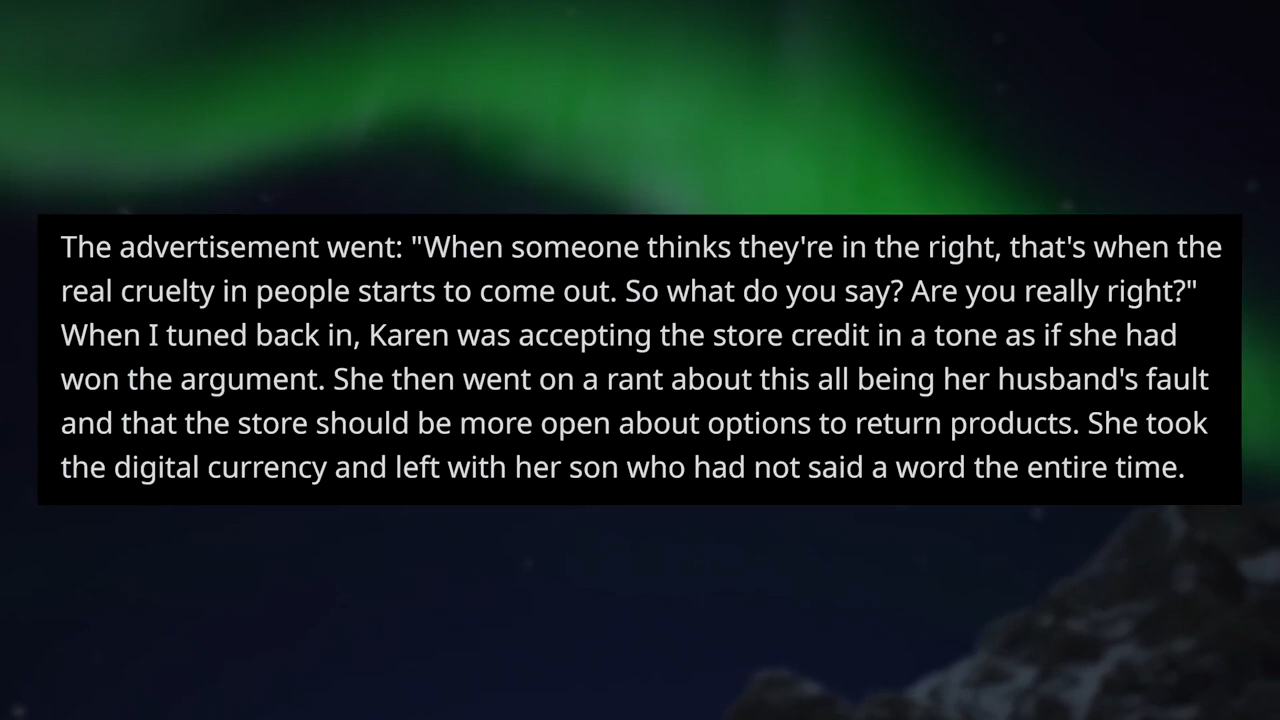 The advertisement went: "When someone thinks they're in the right, that's when the
real cruelty in people starts to come out. So what do you say? Are you really right?"
When I tuned back in, Karen was accepting the store credit in a tone as if she had
won the argument. She then went on a rant about this all being her husband's fault
and that the store should be more open about options to return products. She took
the digital currency and left with her son who had not said a word the entire time.